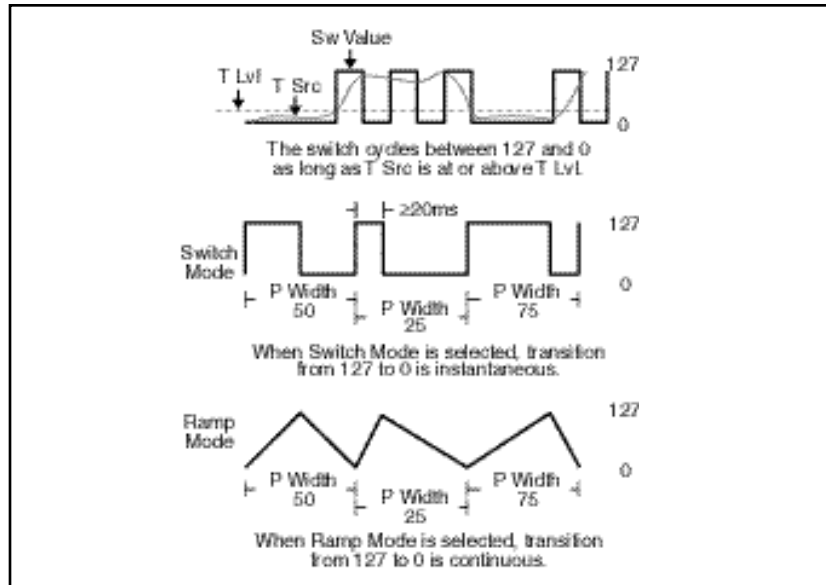 Sw Value
T Lvl
T Src
127
0
The switch cycles between 127 and 0
as long as T Src is at or above T Lvl.
≥20ms
127
Switch
Mode
0
P Width
50
P Width
25
P Width
75
When Switch Mode is selected, transition
from 127 to 0 is instantaneous.
127
Ramp
Mode
0
P Width
50
P Width
25
P Width
75
When Ramp Mode is selected, transition
from 127 to 0 is continuous.